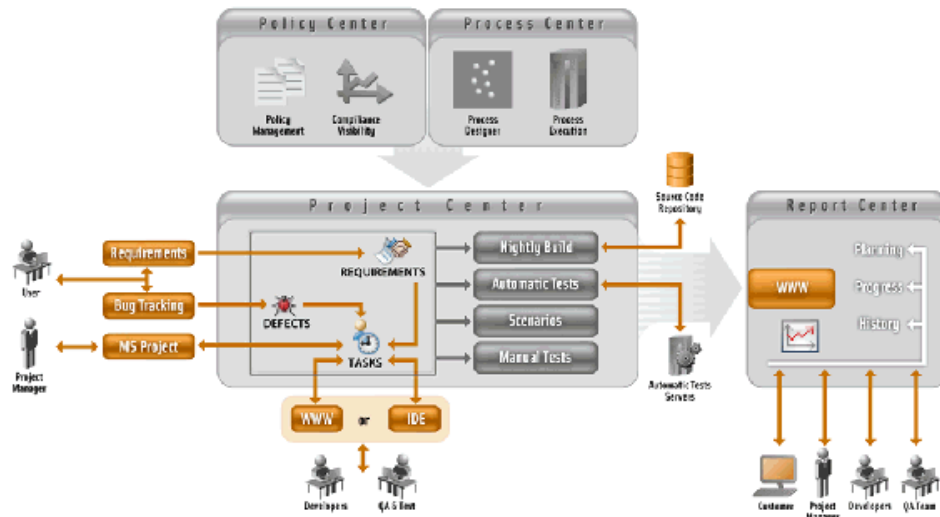 Policy Center
Process Center
Policy
Management
Compliance
Visibility
Process
Designer
Process
Execution
Project Center
Source Code
Repository
Report Center
Requirements
REQUIREMENTS
Nightly Build
Planning
User
Bug Tracking
DEFECTS
Automatic Tests
WWW
Progress
Scenarios
History
MS Project
TASKS
Manual Tests
Project
Manager
Automatic Tests
Servers
WWW
or
IDE
Developers
QA & Test
Customer
Project
Manager
Developers
QA Team